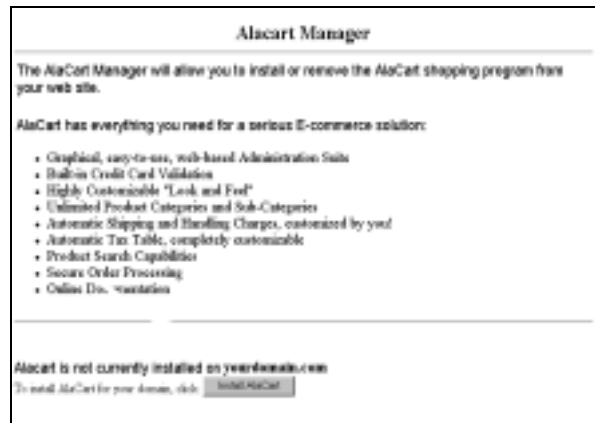 Alacart Manager
The AlaCart Manager will allow you to install or remove the AlaCart shopping program from
your web site.
AlaCart has everything you need for a serious E-commerce solution:
• Graphical, easy-to-use, web-based Administration Suite
• Built-in Credit Card Validation
• Highly Customizable "Look and Feel"
• Unlimited Product Categories and Sub-Categories
• Automatic Shipping and Handling Charges, customized by you!
• Automatic Tax Table, completely customizable
• Product Search Capabilities
• Secure Order Processing
• Online
Alacart is not currently installed on yourdomain.com
To install AlaCart for your domain, click: Install AlaCart